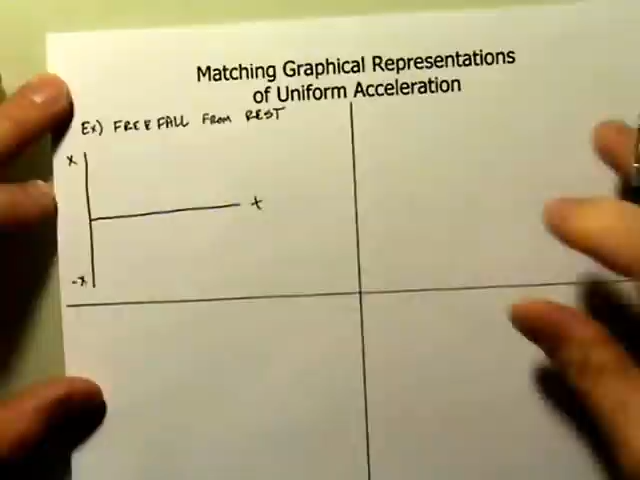 Matching Graphical Representations
of Uniform Acceleration
Ex) FREE FALL FROM REST
x
t
-x